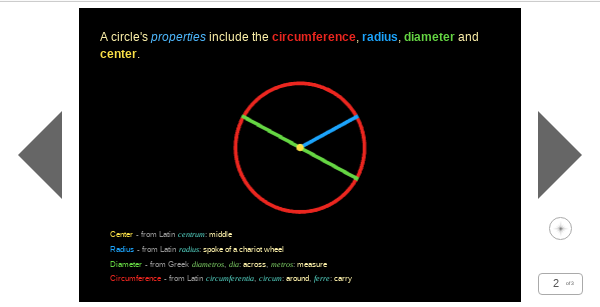 A circle's properties include the circumference, radius, diameter and
center.
Center - from Latin centrum: middle
Radius - from Latin radius: spoke of a chariot wheel
Diameter - from Greek diametros, dia: across, metros: measure
Circumference - from Latin circumferentia, circum: around, ferre: carry
2 of 3